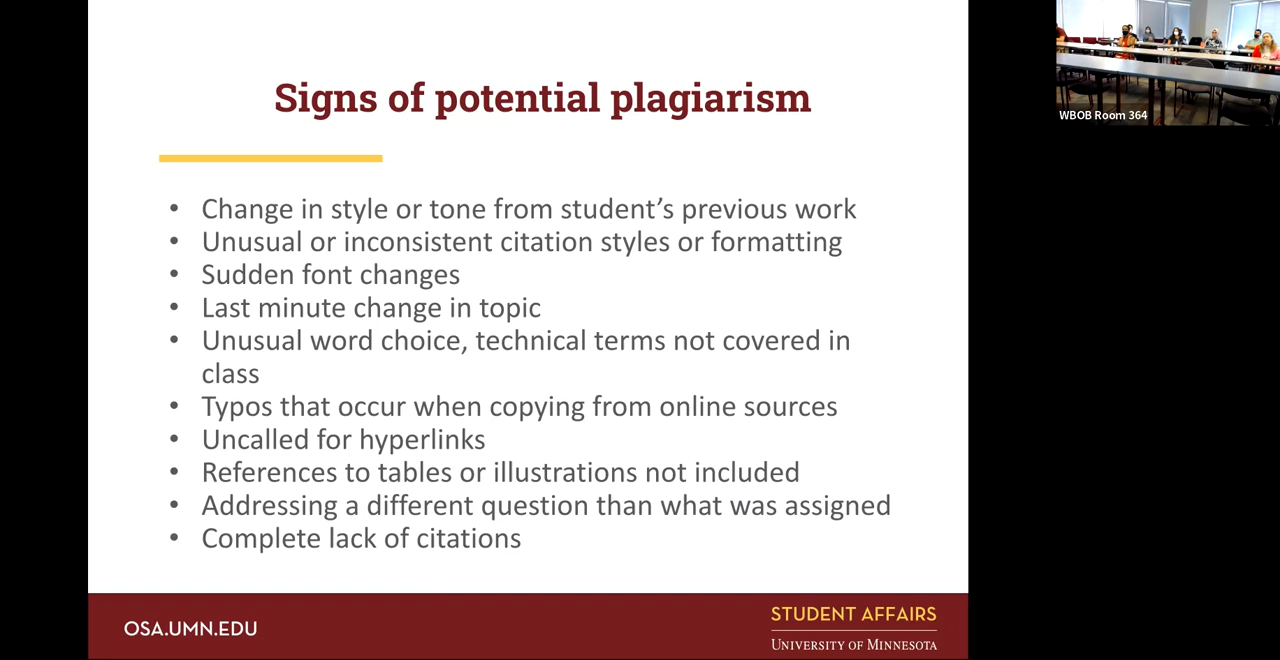 Signs of potential plagiarism
• Change in style or tone from student’s previous work
• Unusual or inconsistent citation styles or formatting
• Sudden font changes
• Last minute change in topic
• Unusual word choice, technical terms not covered in
class
• Typos that occur when copying from online sources
• Uncalled for hyperlinks
• References to tables or illustrations not included
• Addressing a different question than what was assigned
• Complete lack of citations
OSA.UMN.EDU
STUDENT AFFAIRS
UNIVERSITY OF MINNESOTA
WBOB Room 364